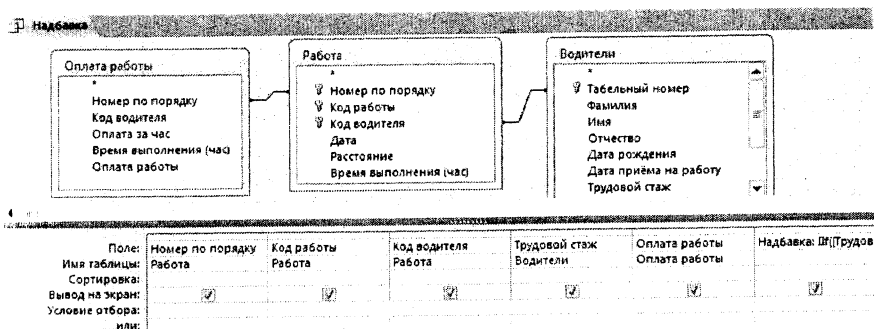 Надбавка
Оплата работы
*
Номер по порядку
Код водителя
Оплата за час
Время выполнения (час)
Оплата работы
Работа
*
Номер по порядку
Код работы
Код водителя
Дата
Расстояние
Время выполнения (час)
Водители
*
Табельный номер
Фамилия
Имя
Отчество
Дата рождения
Дата приёма на работу
Трудовой стаж
Поле: Номер по порядку Код работы Код водителя Трудовой стаж Оплата работы Надбавка: IIf([Трудов
Имя таблицы: Работа Работа Работа Водители Оплата работы
Сортировка:
Вывод на экран:
Условие отбора:
или: